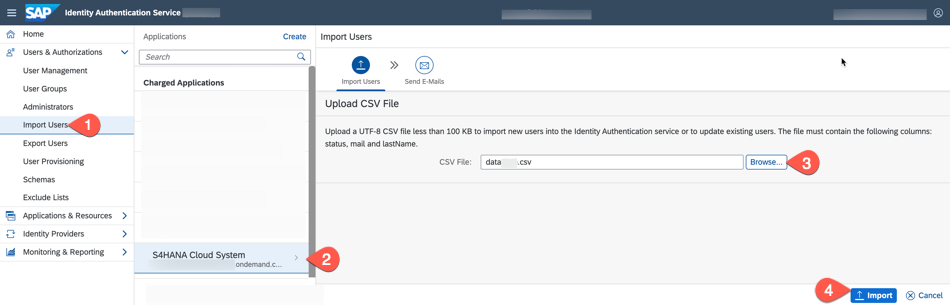 SAP Identity Authentication Service
Home
Users & Authorizations
User Management
User Groups
Administrators
Import Users
1
Export Users
User Provisioning
Schemas
Exclude Lists
Applications & Resources
Identity Providers
Monitoring & Reporting
Applications
Create
Search
Charged Applications
S4HANA Cloud System
ondemand.c...
2
Import Users
Import Users
Send E-Mails
Upload CSV File
Upload a UTF-8 CSV file less than 100 KB to import new users into the Identity Authentication service or to update existing users. The file must contain the following columns:
status, mail and lastName.
CSV File:
data .csv
Browse...
3
4
Import
Cancel